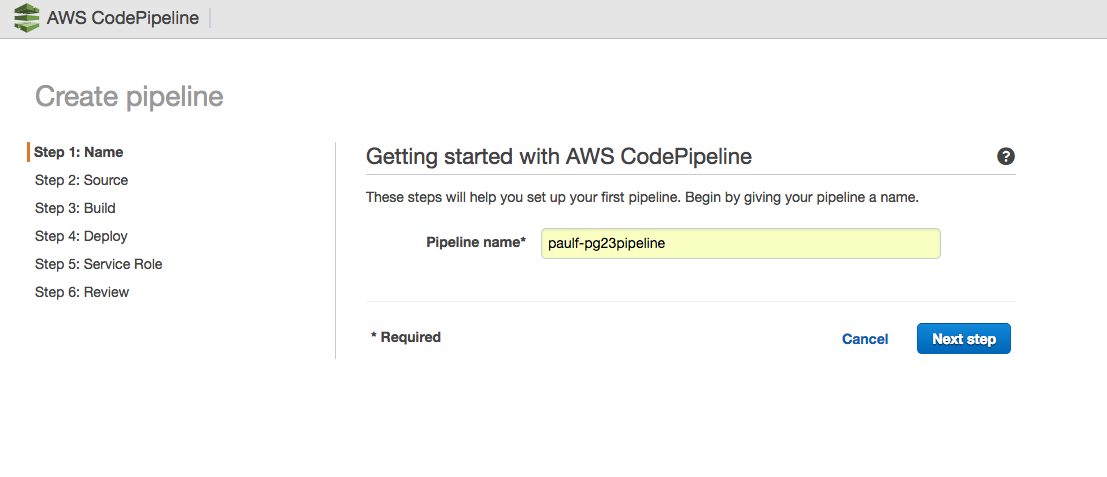 AWS CodePipeline
Create pipeline
Step 1: Name
Step 2: Source
Step 3: Build
Step 4: Deploy
Step 5: Service Role
Step 6: Review
Getting started with AWS CodePipeline
?
These steps will help you set up your first pipeline. Begin by giving your pipeline a name.
Pipeline name* paulf-pg23pipeline
* Required
Cancel Next step